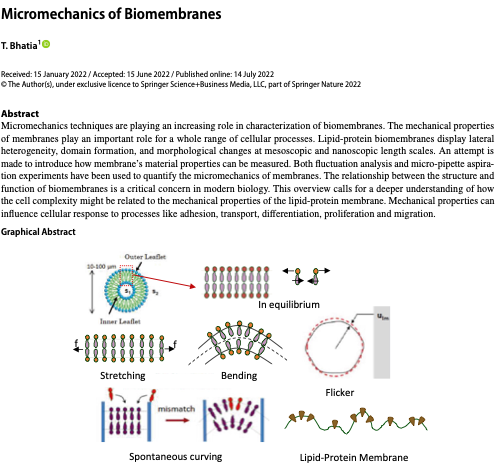 Micromechanics of Biomembranes
T. Bhatia¹
Received: 15 January 2022 / Accepted: 15 June 2022 / Published online: 14 July 2022
© The Author(s), under exclusive licence to Springer Science+Business Media, LLC, part of Springer Nature 2022
Abstract
Micromechanics techniques are playing an increasing role in characterization of biomembranes. The mechanical properties
of membranes play an important role for a whole range of cellular processes. Lipid-protein biomembranes display lateral
heterogeneity, domain formation, and morphological changes at mesoscopic and nanoscopic length scales. An attempt is
made to introduce how membrane's material properties can be measured. Both fluctuation analysis and micro-pipette aspira-
tion experiments have been used to quantify the micromechanics of membranes. The relationship between the structure and
function of biomembranes is a critical concern in modern biology. This overview calls for a deeper understanding of how
the cell complexity might be related to the mechanical properties of the lipid-protein membrane. Mechanical properties can
influence cellular response to processes like adhesion, transport, differentiation, proliferation and migration.
Graphical Abstract
Outer Leaflet
10-100 μm
S₁
S₂
Inner Leaflet
In equilibrium
f
f
Stretching
Bending
Flicker
mismatch
Spontaneous curving
Lipid-Protein Membrane